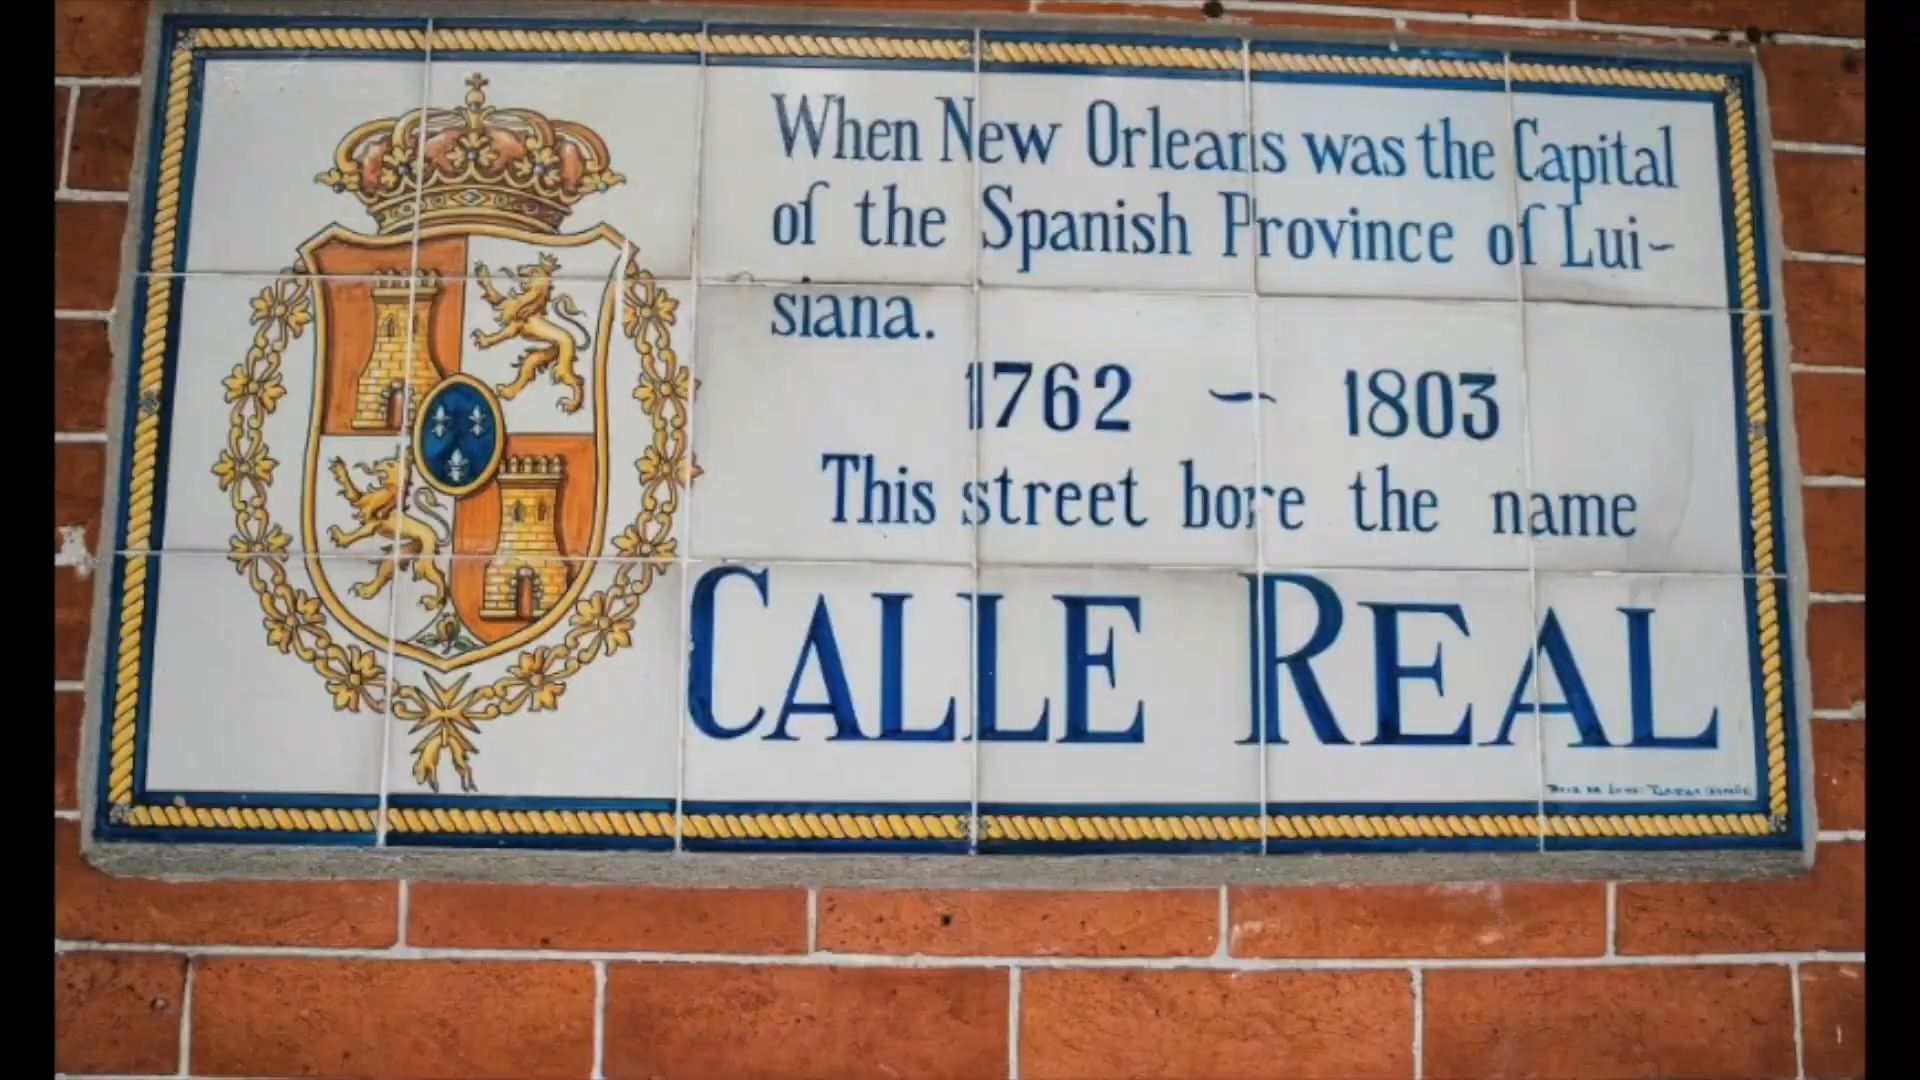 When New Orleans was the Capital
of the Spanish Province of Lui-
siana.
1762 - 1803
This street bore the name
CALLE REAL